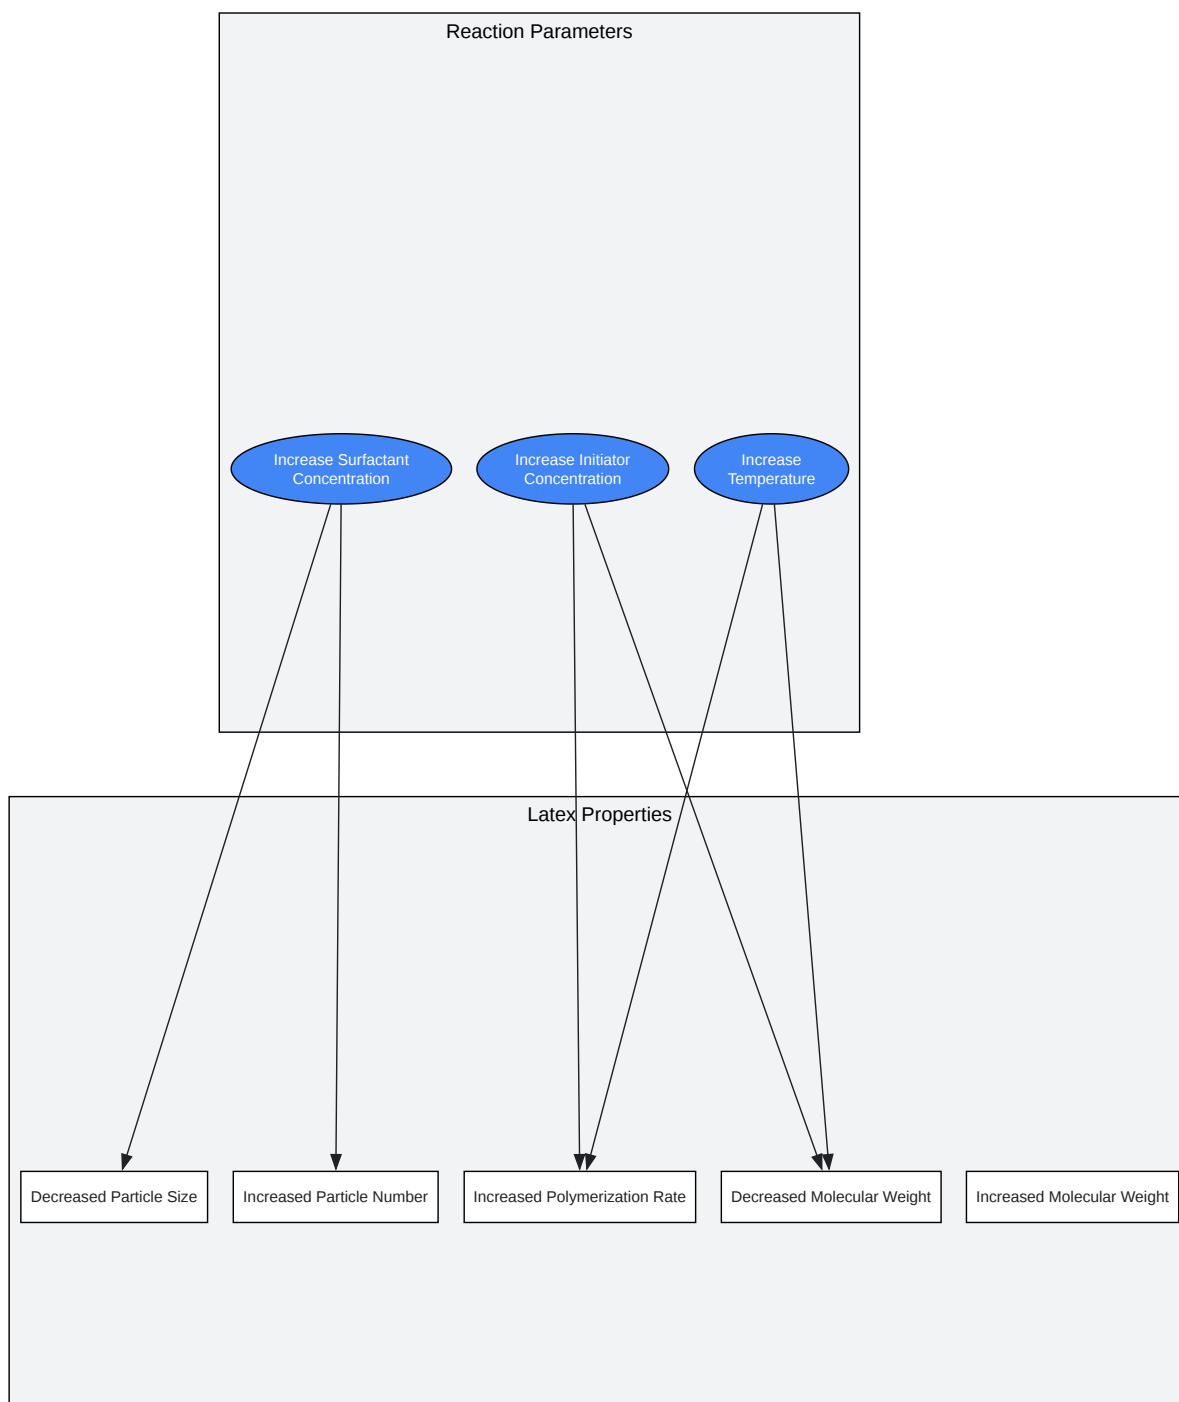 Reaction Parameters
Increase Surfactant
Concentration
Increase Initiator
Concentration
Increase
Temperature
Latex Properties
Decreased Particle Size
Increased Particle Number
Increased Polymerization Rate
Decreased Molecular Weight
Increased Molecular Weight